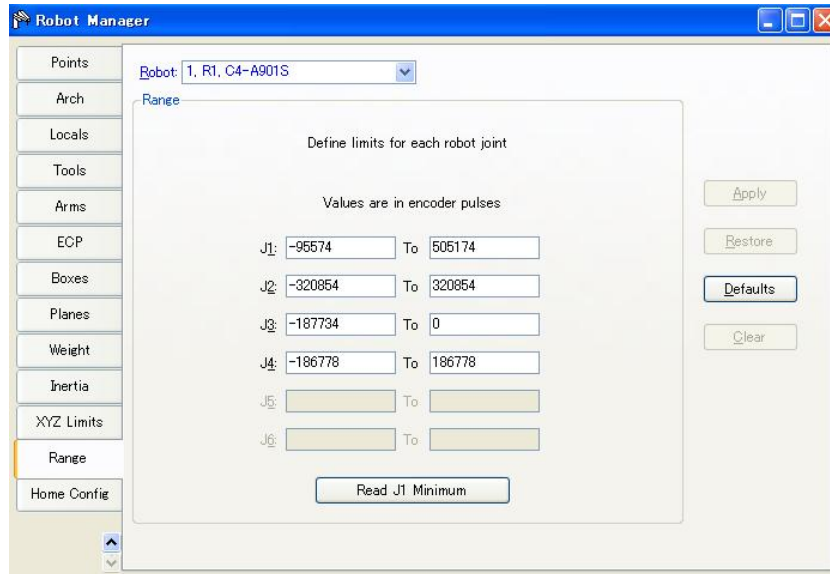 Robot Manager
Points
Arch
Locals
Tools
Arms
ECP
Boxes
Planes
Weight
Inertia
XYZ Limits
Range
Home Config
Robot: 1, R1, C4-A901S
Range
Define limits for each robot joint
Values are in encoder pulses
J1: -95574 To 505174
J2: -320854 To 320854
J3: -187734 To 0
J4: -186778 To 186778
J5: To
J6: To
Read J1 Minimum
Apply
Restore
Defaults
Clear